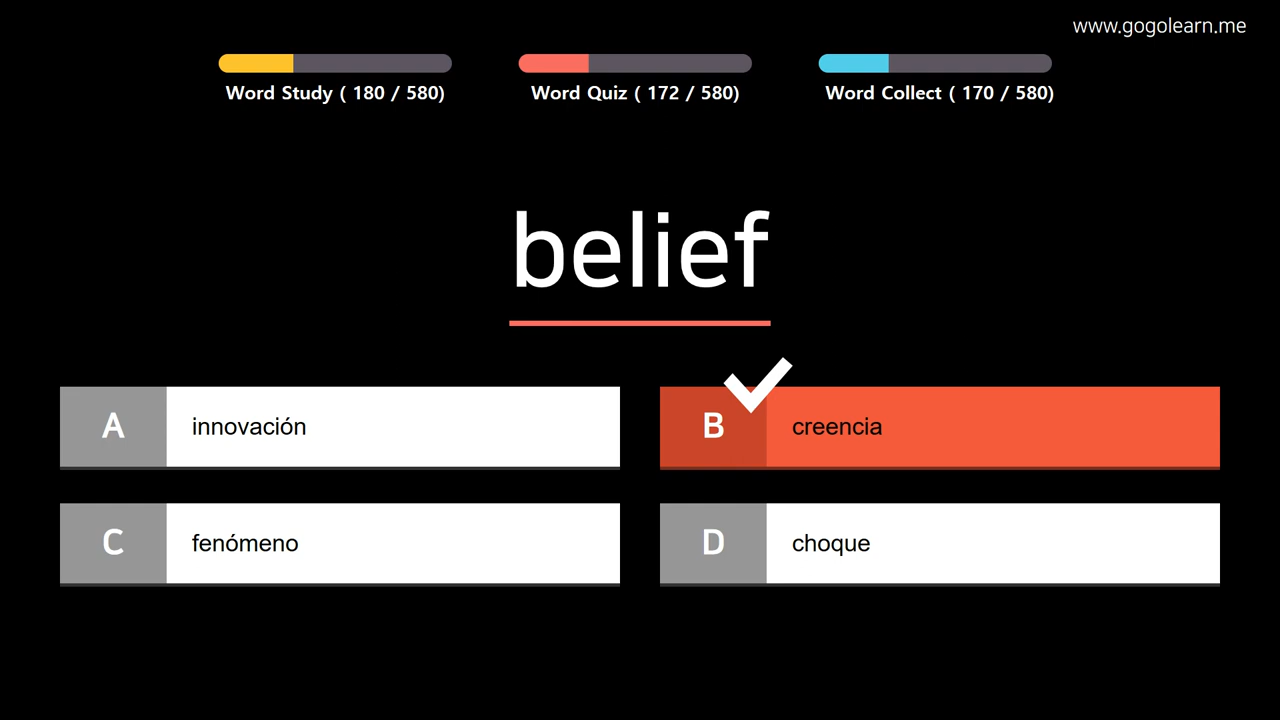 www.gogolearn.me
Word Study ( 180 / 580)
Word Quiz ( 172 / 580)
Word Collect ( 170 / 580)
belief
A innovación
B creencia
C fenómeno
D choque